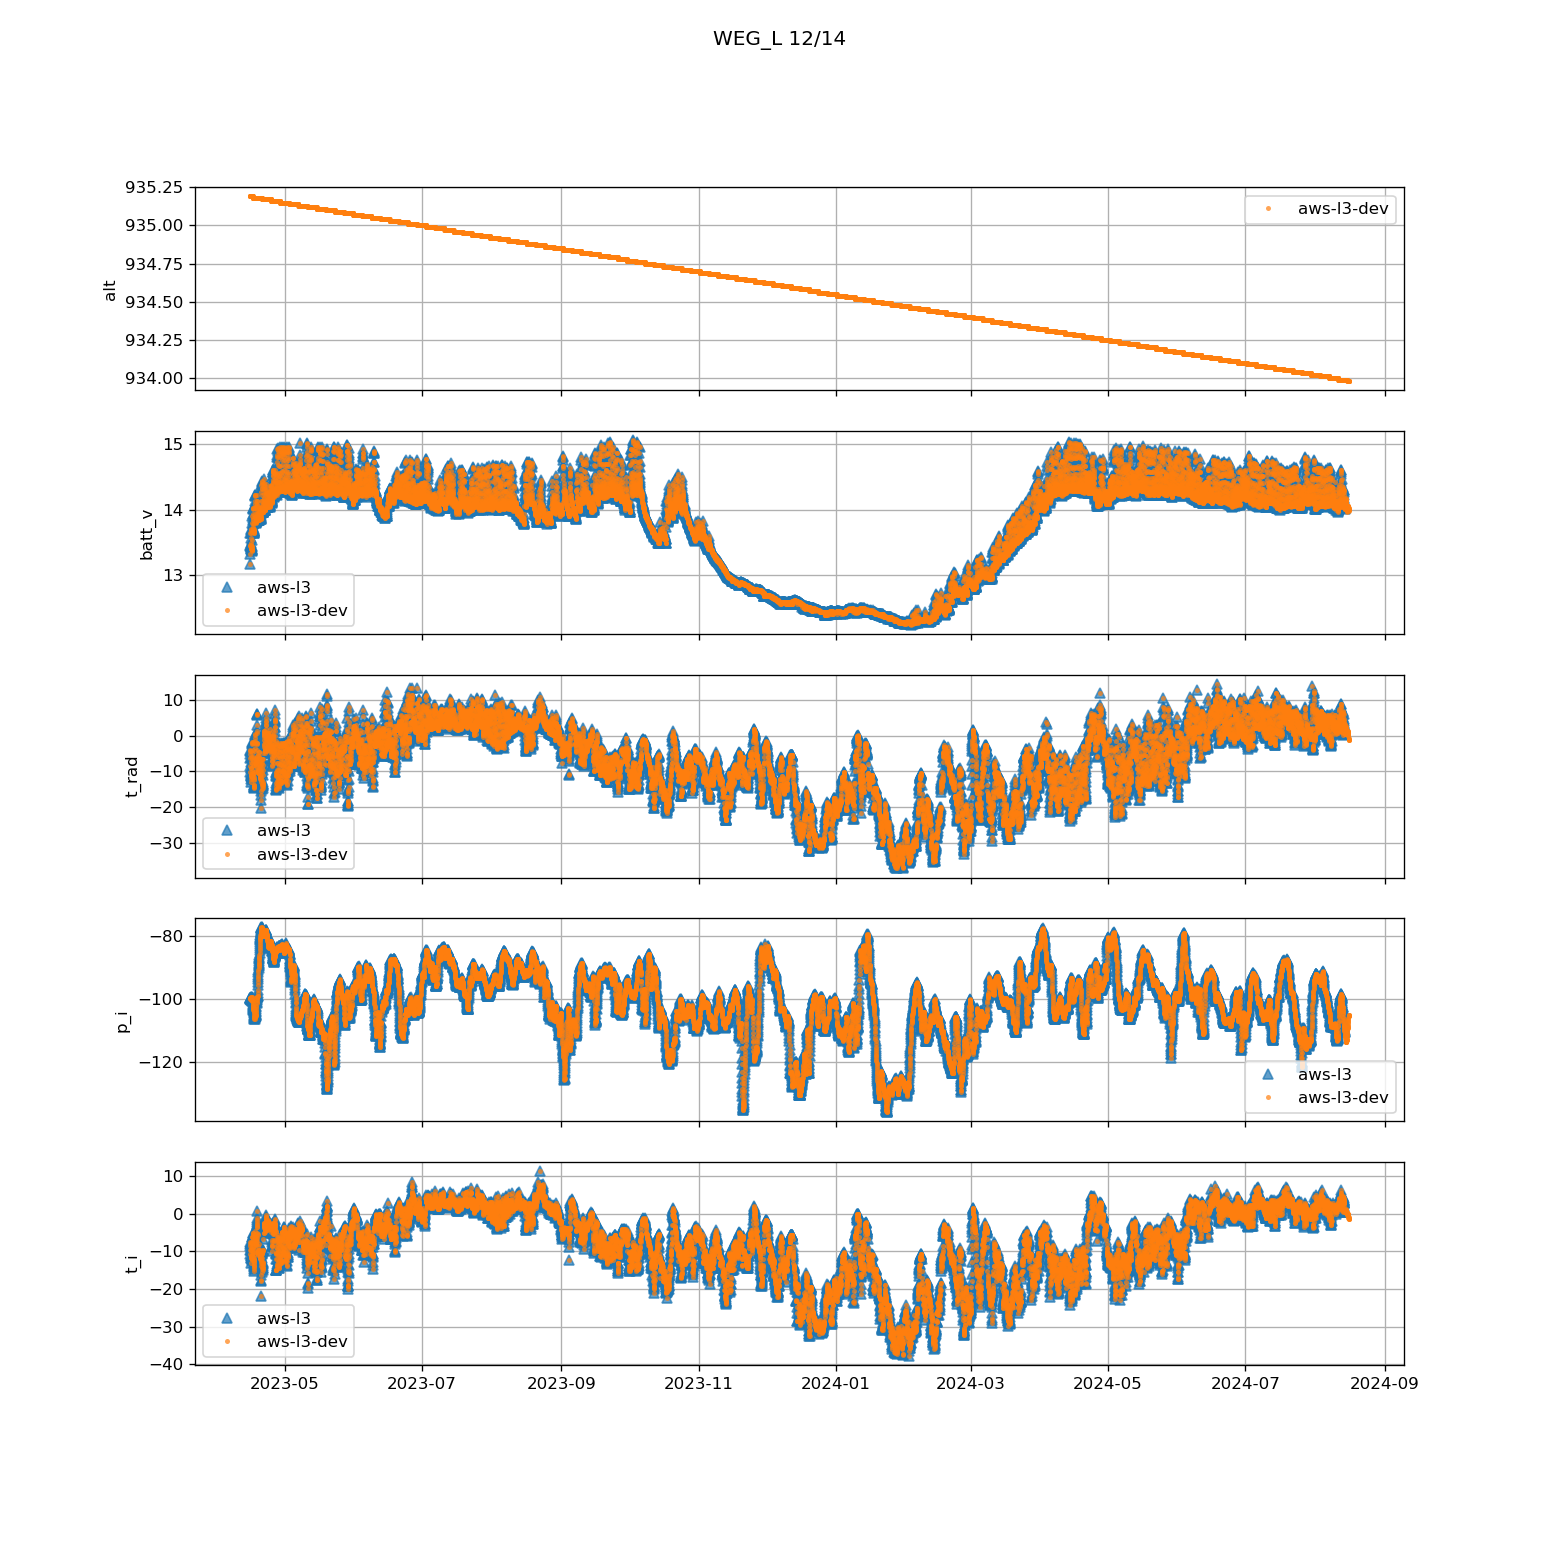 WEG_L 12/14
935.25
935.00
934.75
934.50
934.25
934.00
alt
aws-l3-dev
15
14
13
batt_v
aws-l3
aws-l3-dev
10
0
−10
−20
−30
t_rad
aws-l3
aws-l3-dev
−80
−100
−120
p_i
aws-l3
aws-l3-dev
10
0
−10
−20
−30
−40
t_i
aws-l3
aws-l3-dev
2023-05 2023-07 2023-09 2023-11 2024-01 2024-03 2024-05 2024-07 2024-09